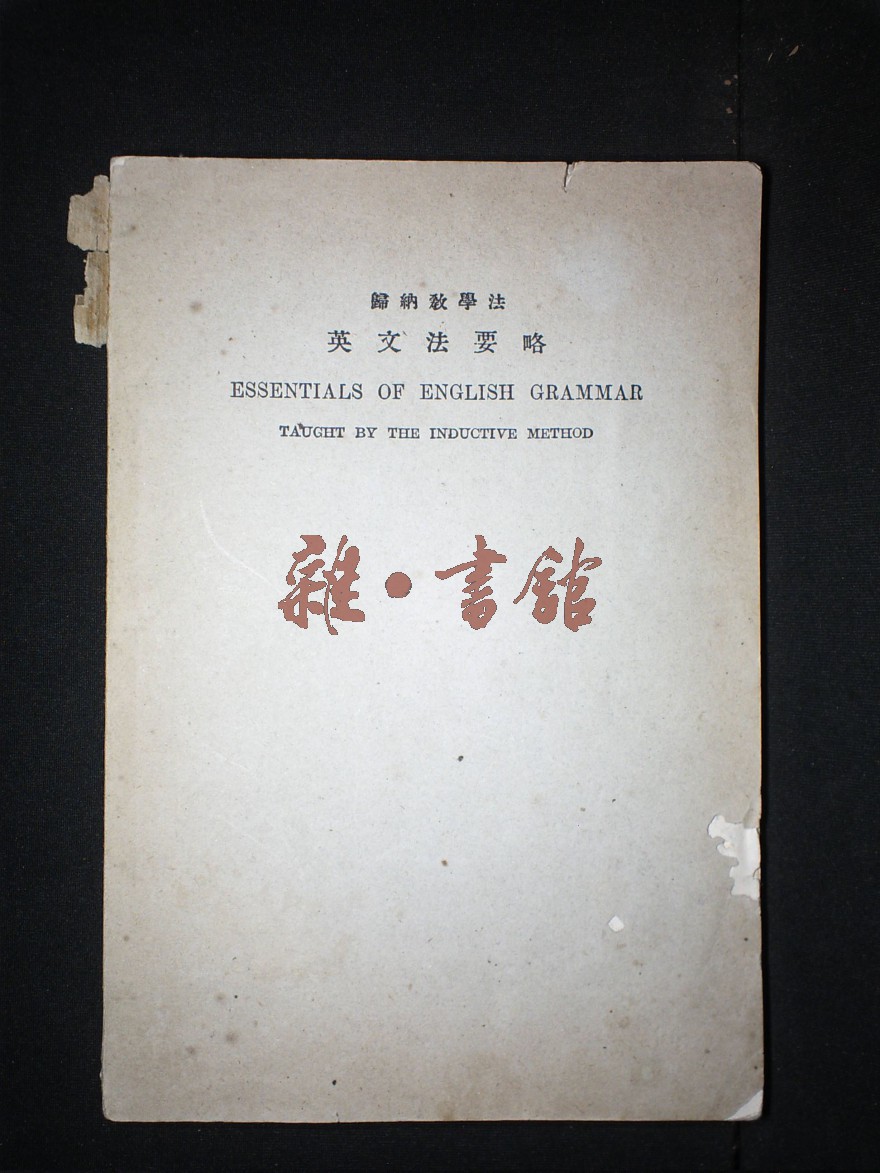 歸納教學法
英文法要略
ESSENTIALS OF ENGLISH GRAMMAR
TAUGHT BY THE INDUCTIVE METHOD
雜·書館